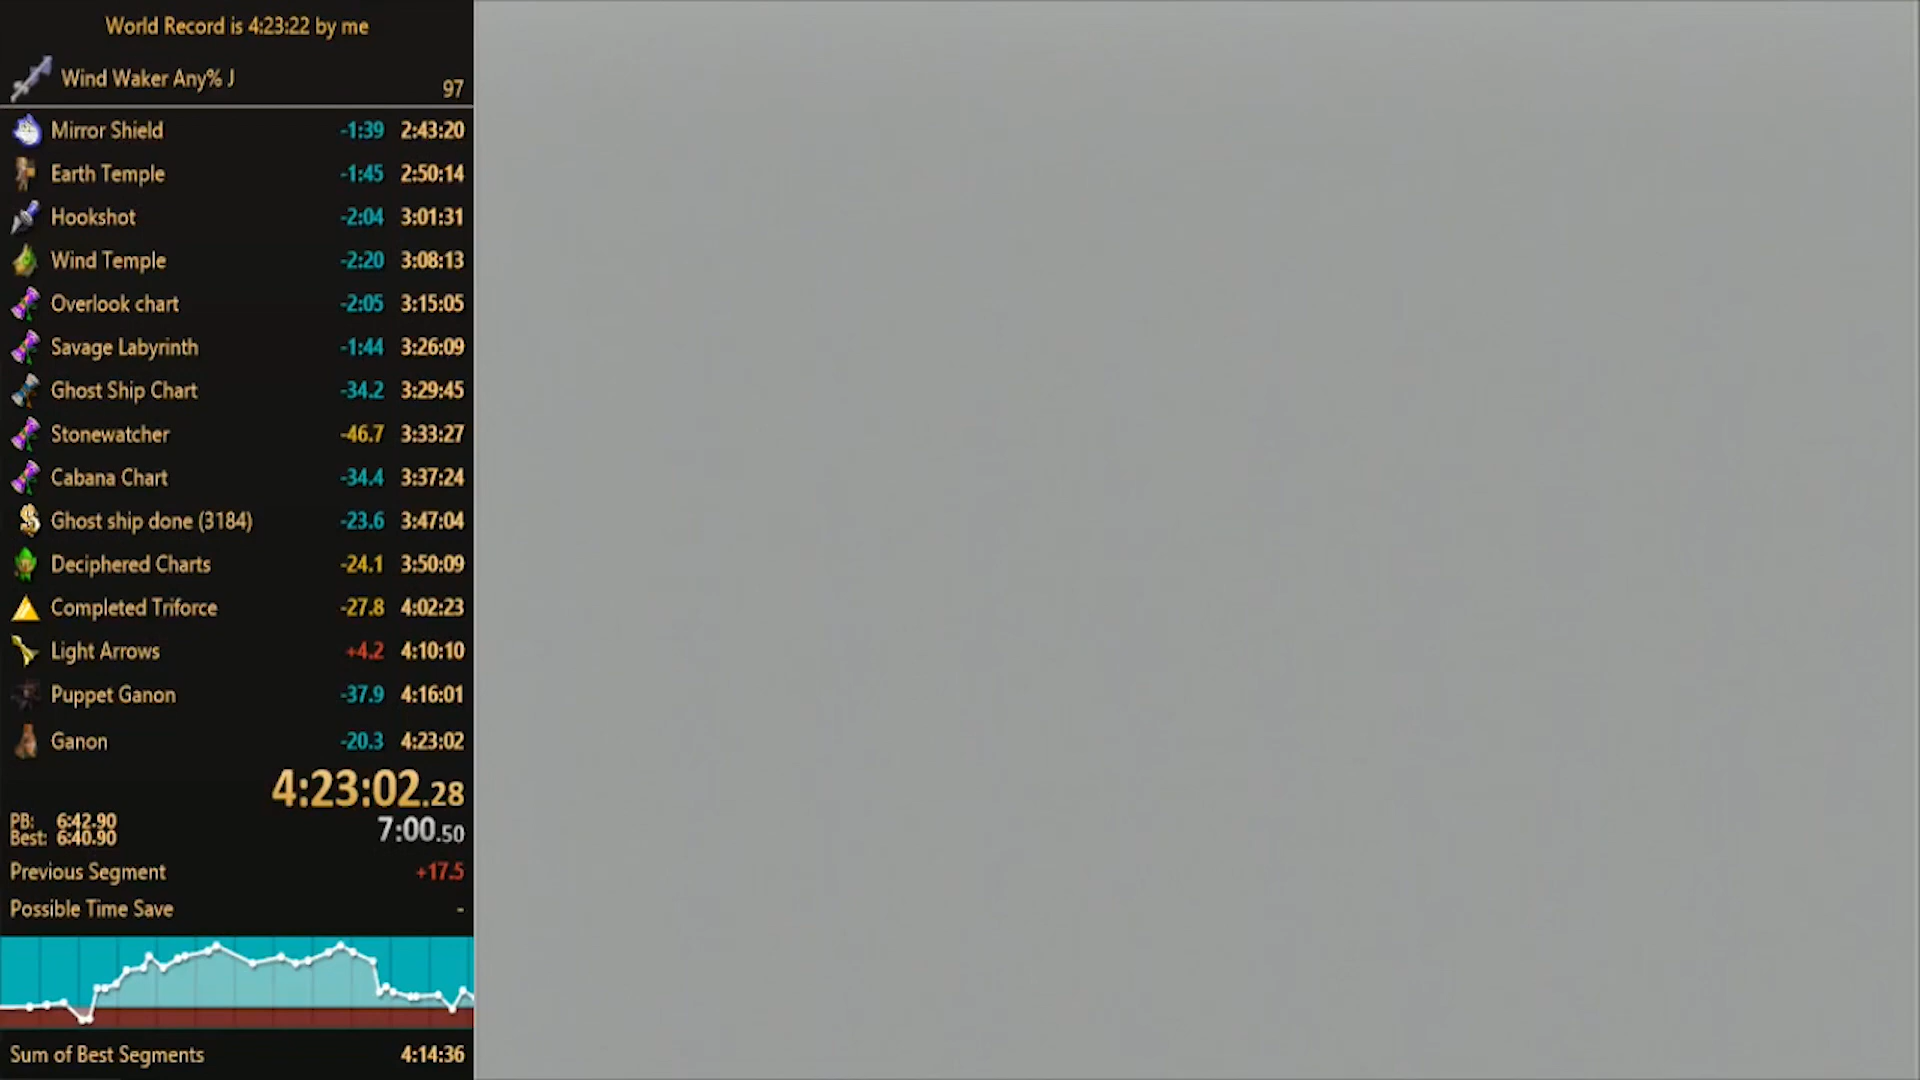 World Record is 4:23:22 by me
Wind Waker Any% J
97
Mirror Shield -1:39 2:43:20
Earth Temple -1:45 2:50:14
Hookshot -2:04 3:01:31
Wind Temple -2:20 3:08:13
Overlook chart -2:05 3:15:05
Savage Labyrinth -1:44 3:26:09
Ghost Ship Chart -34.2 3:29:45
Stonewatcher -46.7 3:33:27
Cabana Chart -34.4 3:37:24
Ghost ship done (3184) -23.6 3:47:04
Deciphered Charts -24.1 3:50:09
Completed Triforce -27.8 4:02:23
Light Arrows +4.2 4:10:10
Puppet Ganon -37.9 4:16:01
Ganon -20.3 4:23:02
4:23:02.28
PB: 6:42.90
Best: 6:40.90
7:00.50
Previous Segment +17.5
Possible Time Save -
Sum of Best Segments 4:14:36